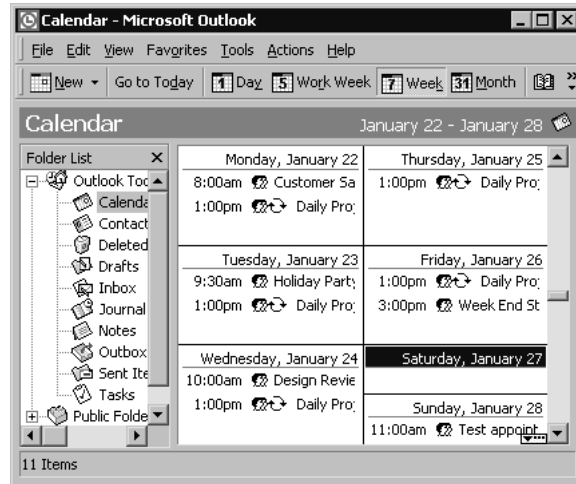 Calendar - Microsoft Outlook
File Edit View Favorites Tools Actions Help
New Go to Today 1 Day 5 Work Week 7 Week 31 Month
Calendar January 22 - January 28
Folder List
Outlook Toc
Calenda
Contact
Deleted
Drafts
Inbox
Journal
Notes
Outbox
Sent Ite
Tasks
Public Folde
Monday, January 22
8:00am Customer Sa
1:00pm Daily Pro
Tuesday, January 23
9:30am Holiday Party
1:00pm Daily Pro
Wednesday, January 24
10:00am Design Revie
1:00pm Daily Pro
Thursday, January 25
1:00pm Daily Pro
Friday, January 26
1:00pm Daily Pro
3:00pm Week End St
Saturday, January 27
Sunday, January 28
11:00am Test appoint
11 Items